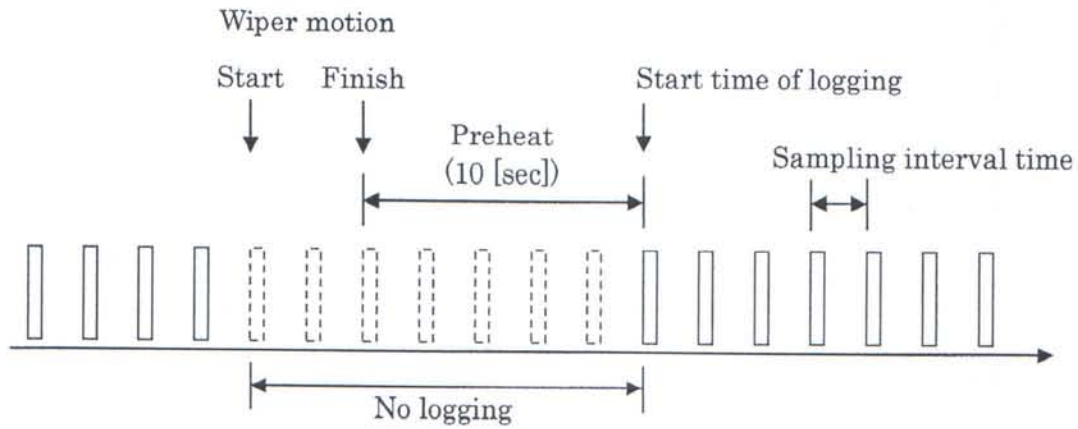 Wiper motion
Start Finish
Start time of logging
Preheat
(10 [sec])
Sampling interval time
No logging